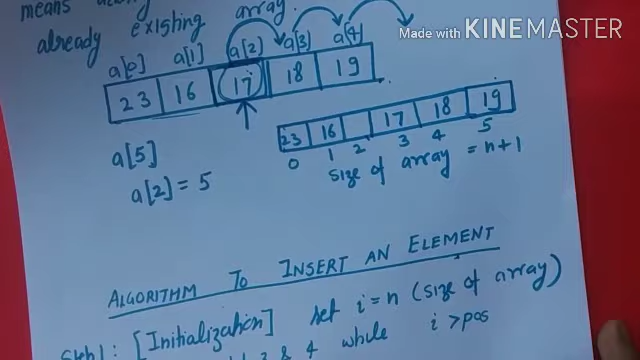 means
already existing array.
Made with KINEMASTER
a[0] a[1] a[2] a[3] a[4]
23 16 17 18 19
23 16 17 18 19
0 1 2 3 4 5
a[5]
size of array = n+1
a[2] = 5
ALGORITHM TO INSERT AN ELEMENT
Step 1: [Initialization] set i=n (size of array)
& 4 while i > pos